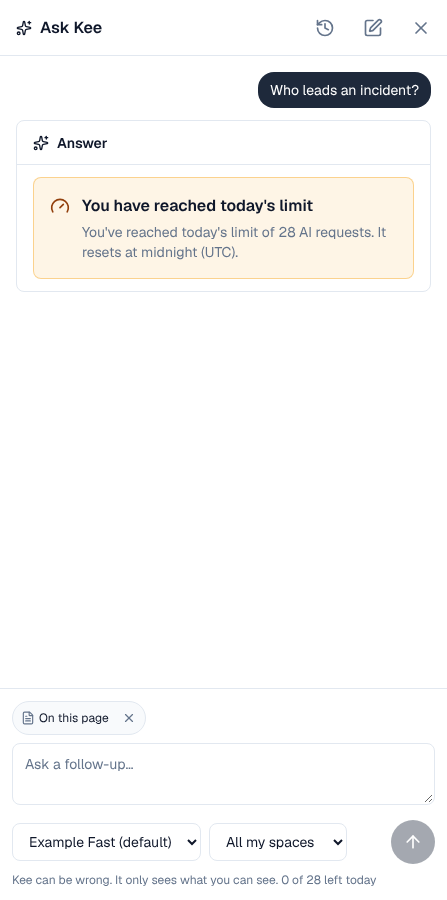 Ask Kee
Who leads an incident?
Answer
You have reached today's limit
You've reached today's limit of 28 AI requests. It
resets at midnight (UTC).
On this page
Ask a follow-up...
Example Fast (default)
All my spaces
Kee can be wrong. It only sees what you can see. 0 of 28 left today